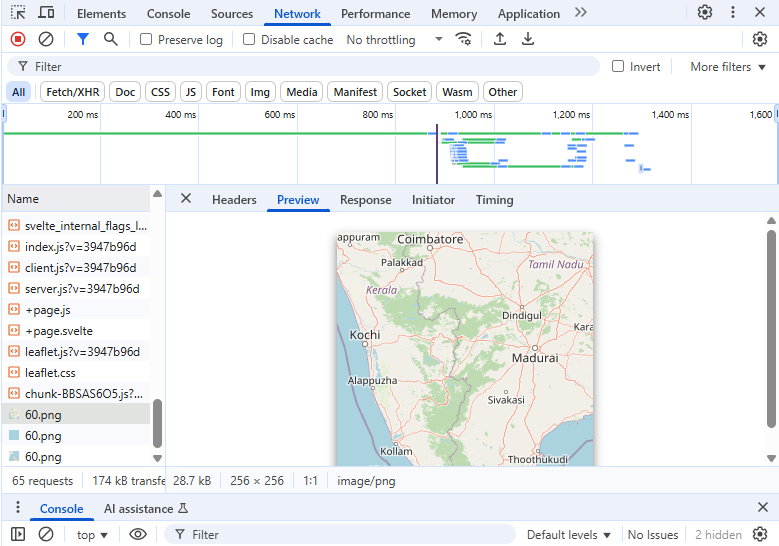 Elements Console Sources Network Performance Memory Application
Preserve log Disable cache No throttling
Filter Invert More filters
All Fetch/XHR Doc CSS JS Font Img Media Manifest Socket Wasm Other
200 ms 400 ms 600 ms 800 ms 1,000 ms 1,200 ms 1,400 ms 1,600 ms
Name Headers Preview Response Initiator Timing
svelte_internal_flags_l...
index.js?v=3947b96d
client.js?v=3947b96d
server.js?v=3947b96d
+page.js
+page.svelte
leaflet.js?v=3947b96d
leaflet.css
chunk-BBSAS6O5.js?...
60.png
60.png
60.png
appuram Coimbatore
Palakkad Tamil Nadu
Kerala
Dindigul
Kara
Kochi
Madurai
Alappuzha
Sivakasi
Kollam
Thoothukudi
65 requests 174 kB transfe 28.7 kB 256 × 256 1:1 image/png
Console AI assistance
top Filter Default levels No Issues 2 hidden